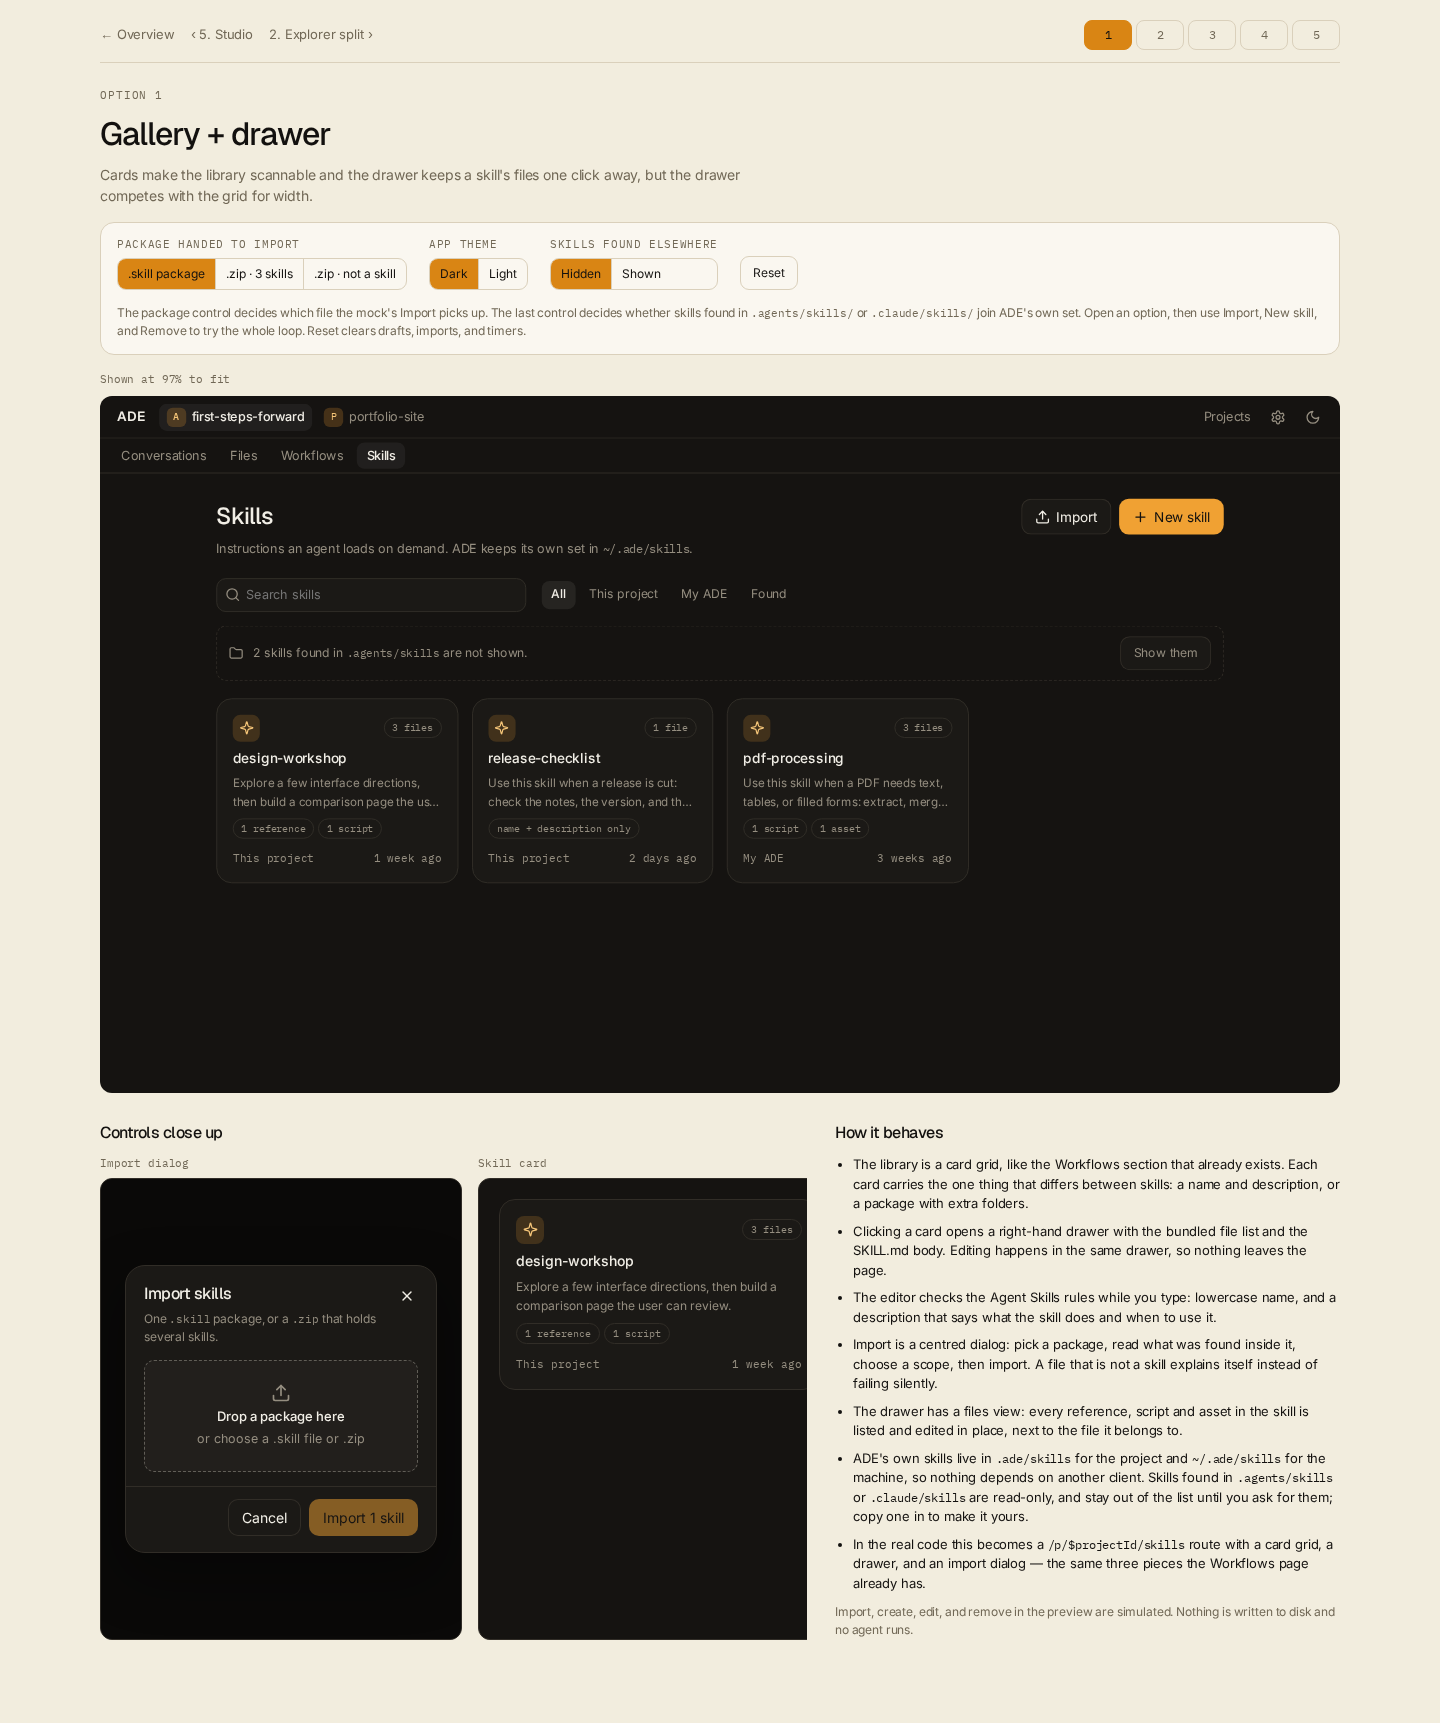 ← Overview ‹ 5. Studio 2. Explorer split ›
1 2 3 4 5
OPTION 1
Gallery + drawer
Cards make the library scannable and the drawer keeps a skill's files one click away, but the drawer
competes with the grid for width.
PACKAGE HANDED TO IMPORT
.skill package .zip · 3 skills .zip · not a skill
APP THEME
Dark Light
SKILLS FOUND ELSEWHERE
Hidden Shown
Reset
The package control decides which file the mock's Import picks up. The last control decides whether skills found in .agents/skills/ or .claude/skills/ join ADE's own set. Open an option, then use Import, New skill,
and Remove to try the whole loop. Reset clears drafts, imports, and timers.
Shown at 97% to fit
ADE A first-steps-forward P portfolio-site Projects
Conversations Files Workflows Skills
Skills
Import + New skill
Instructions an agent loads on demand. ADE keeps its own set in ~/.ade/skills.
Search skills
All This project My ADE Found
2 skills found in .agents/skills are not shown.
Show them
3 files
design-workshop
Explore a few interface directions,
then build a comparison page the us…
1 reference 1 script
This project 1 week ago
1 file
release-checklist
Use this skill when a release is cut:
check the notes, the version, and th…
name + description only
This project 2 days ago
3 files
pdf-processing
Use this skill when a PDF needs text,
tables, or filled forms: extract, merg…
1 script 1 asset
My ADE 3 weeks ago
Controls close up
Import dialog
Import skills
One .skill package, or a .zip that holds
several skills.
Drop a package here
or choose a .skill file or .zip
Cancel Import 1 skill
Skill card
3 files
design-workshop
Explore a few interface directions, then build a
comparison page the user can review.
1 reference 1 script
This project 1 week ago
How it behaves
• The library is a card grid, like the Workflows section that already exists. Each
card carries the one thing that differs between skills: a name and description, or
a package with extra folders.
• Clicking a card opens a right-hand drawer with the bundled file list and the
SKILL.md body. Editing happens in the same drawer, so nothing leaves the
page.
• The editor checks the Agent Skills rules while you type: lowercase name, and a
description that says what the skill does and when to use it.
• Import is a centred dialog: pick a package, read what was found inside it,
choose a scope, then import. A file that is not a skill explains itself instead of
failing silently.
• The drawer has a files view: every reference, script and asset in the skill is
listed and edited in place, next to the file it belongs to.
• ADE's own skills live in .ade/skills for the project and ~/.ade/skills for the
machine, so nothing depends on another client. Skills found in .agents/skills
or .claude/skills are read-only, and stay out of the list until you ask for them;
copy one in to make it yours.
• In the real code this becomes a /p/$projectId/skills route with a card grid, a
drawer, and an import dialog — the same three pieces the Workflows page
already has.
Import, create, edit, and remove in the preview are simulated. Nothing is written to disk and
no agent runs.